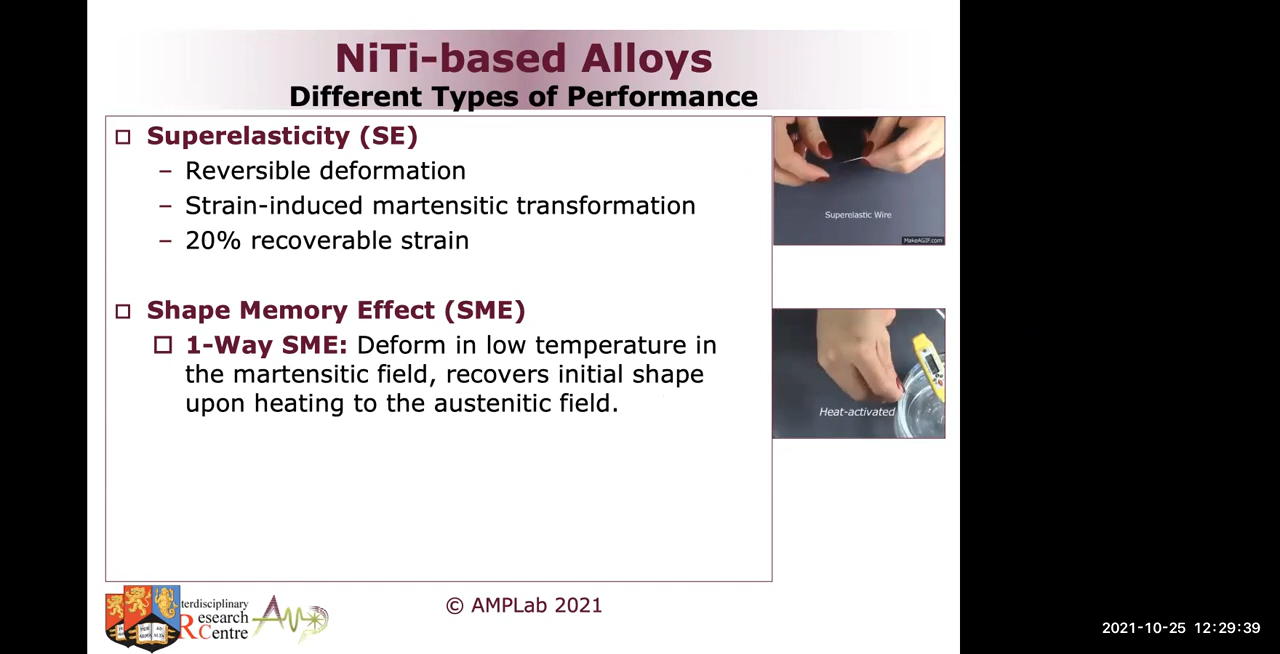 NiTi-based Alloys
Different Types of Performance
Superelasticity (SE)
– Reversible deformation
– Strain-induced martensitic transformation
– 20% recoverable strain
Superelastic Wire
MakeAGIF.com
Shape Memory Effect (SME)
1-Way SME: Deform in low temperature in
the martensitic field, recovers initial shape
upon heating to the austenitic field.
Heat-activated
terdisciplinary
esearch
R Centre
© AMPLab 2021
2021-10-25 12:29:39